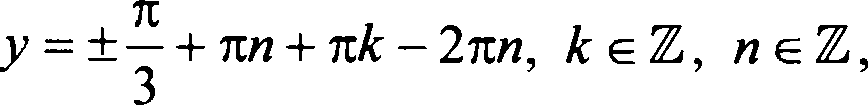 y = ±π/3 + πn + πk − 2πn, k ∈ ℤ, n ∈ ℤ,